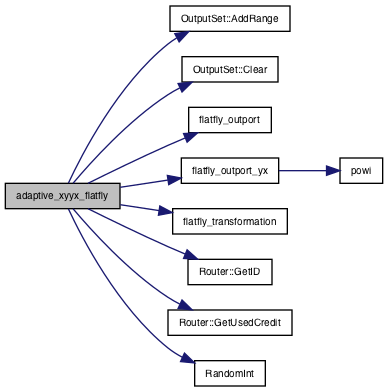 OutputSet::AddRange
OutputSet::Clear
flatfly_outport
flatfly_outport_yx
powi
adaptive_xyyx_flatfly
flatfly_transformation
Router::GetID
Router::GetUsedCredit
RandomInt